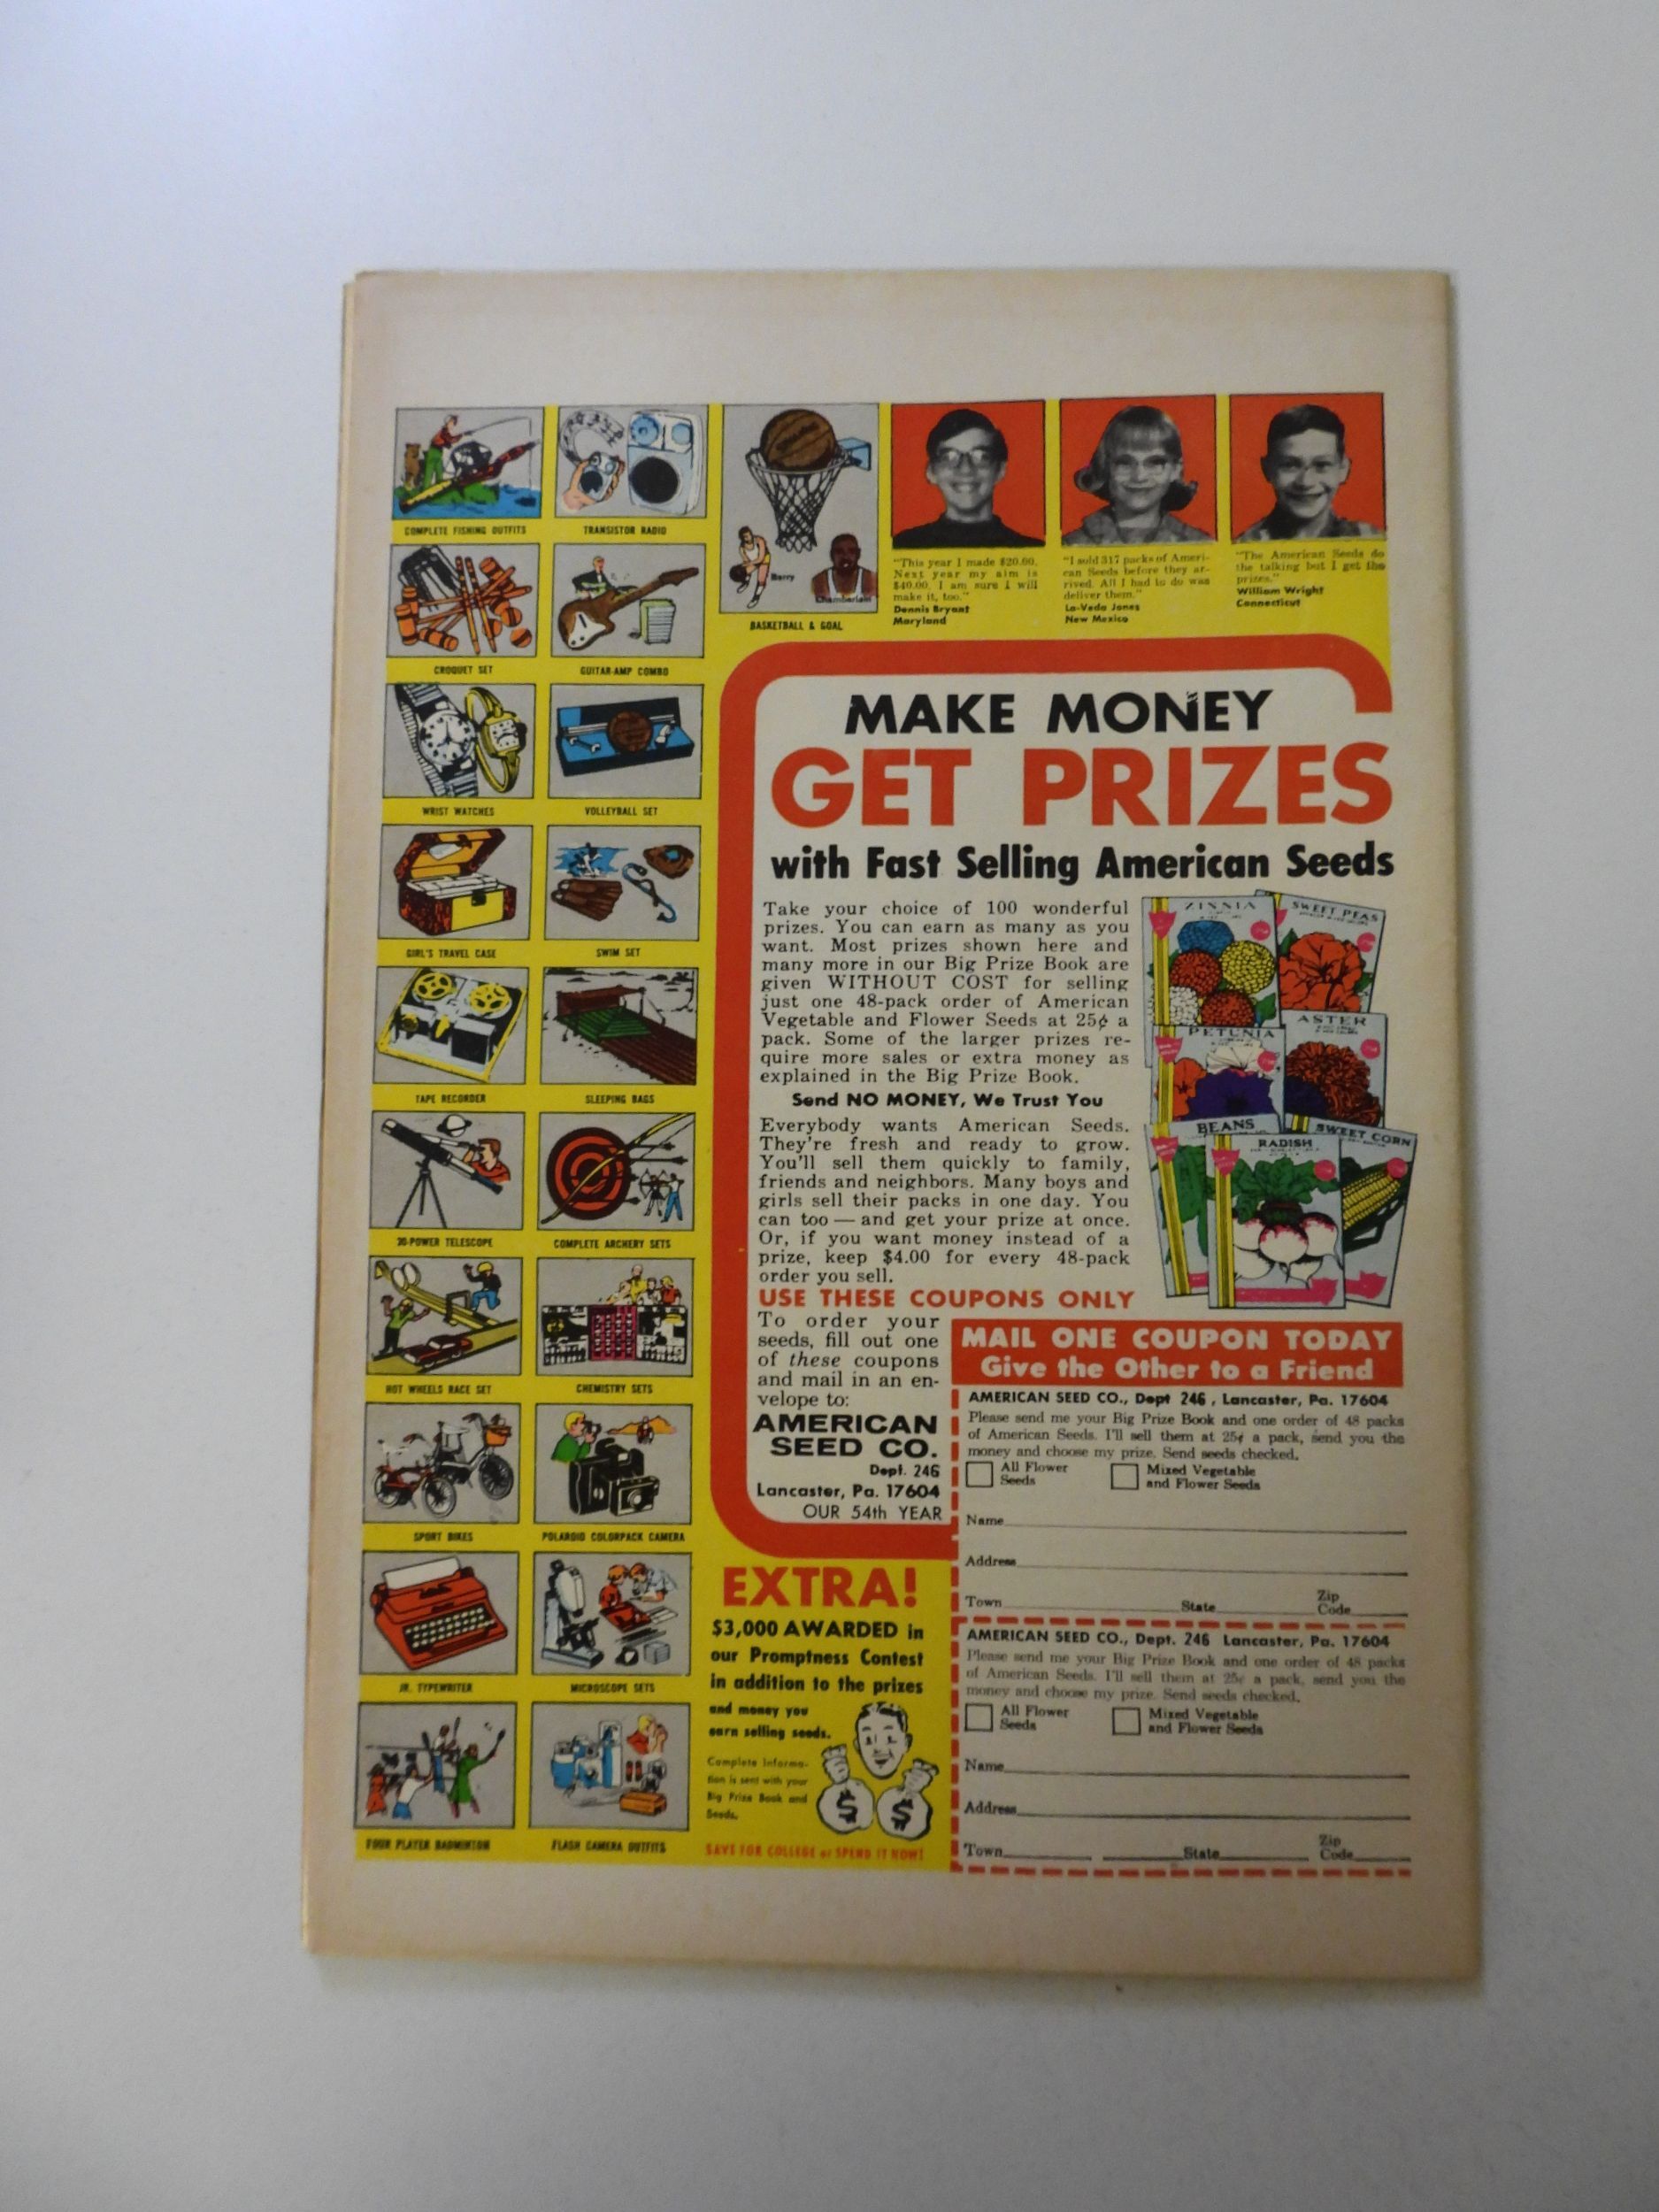 COMPLETE FISHING OUTFITS
TRANSISTOR RADIO
CROQUET SET
GUITAR-AMP COMBO
WRIST WATCHES
VOLLEYBALL SET
GIRL'S TRAVEL CASE
SWIM SET
TAPE RECORDER
SLEEPING BAGS
30-POWER TELESCOPE
COMPLETE ARCHERY SETS
HOT WHEELS RACE SET
CHEMISTRY SETS
SPORT BIKES
POLAROID COLORPACK CAMERA
JR. TYPEWRITER
MICROSCOPE SETS
FOUR PLAYER BADMINTON
FLASH CAMERA OUTFITS
Barry
Chamberlain
BASKETBALL & GOAL
"This year I made $20.00.
Next year my aim is
$40.00. I am sure I will
make it, too."
Dennis Bryant
Maryland
"I sold 317 packs of Ameri-
can Seeds before they ar-
rived. All I had to do was
deliver them."
La-Veda Jones
New Mexico
"The American Seeds do
the talking but I get the
prizes."
William Wright
Connecticut
MAKE MONEY
GET PRIZES
with Fast Selling American Seeds
Take your choice of 100 wonderful
prizes. You can earn as many as you
want. Most prizes shown here and
many more in our Big Prize Book are
given WITHOUT COST for selling
just one 48-pack order of American
Vegetable and Flower Seeds at 25¢ a
pack. Some of the larger prizes re-
quire more sales or extra money as
explained in the Big Prize Book.
Send NO MONEY, We Trust You
Everybody wants American Seeds.
They're fresh and ready to grow.
You'll sell them quickly to family,
friends and neighbors. Many boys and
girls sell their packs in one day. You
can too — and get your prize at once.
Or, if you want money instead of a
prize, keep $4.00 for every 48-pack
order you sell.
ZINNIA
SWEET PEAS
PETUNIA
ASTER
BEANS
RADISH
SWEET CORN
USE THESE COUPONS ONLY
To order your
seeds, fill out one
of these coupons
and mail in an en-
velope to:
AMERICAN
SEED CO.
Dept. 246
Lancaster, Pa. 17604
OUR 54th YEAR
MAIL ONE COUPON TODAY
Give the Other to a Friend
AMERICAN SEED CO., Dept 246 , Lancaster, Pa. 17604
Please send me your Big Prize Book and one order of 48 packs
of American Seeds. I'll sell them at 25¢ a pack, send you the
money and choose my prize. Send seeds checked.
All Flower
Seeds
Mixed Vegetable
and Flower Seeds
Name
Address
Town State Zip
Code
AMERICAN SEED CO., Dept. 246 Lancaster, Pa. 17604
Please send me your Big Prize Book and one order of 48 packs
of American Seeds. I'll sell them at 25¢ a pack, send you the
money and choose my prize. Send seeds checked.
All Flower
Seeds
Mixed Vegetable
and Flower Seeds
Name
Address
Town State Zip
Code
EXTRA!
$3,000 AWARDED in
our Promptness Contest
in addition to the prizes
and money you
earn selling seeds.
Complete informa-
tion is sent with your
Big Prize Book and
Seeds.
$ $
SAVE FOR COLLEGE or SPEND IT NOW!